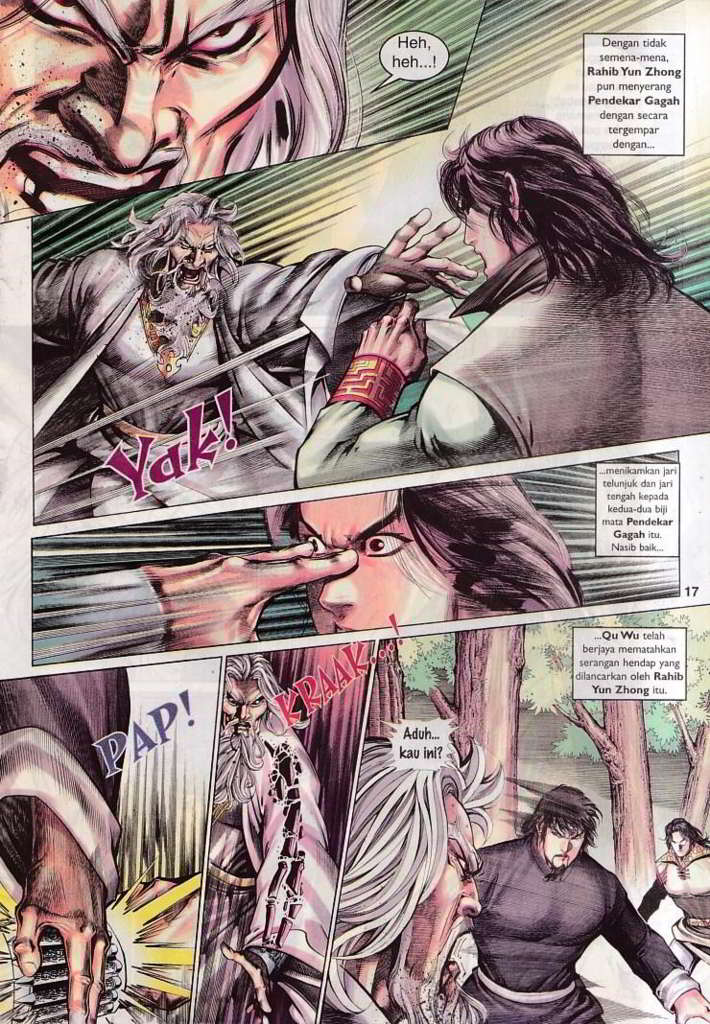 Heh,
heh...!
Dengan tidak
semena-mena,
Rahib Yun Zhong
pun menyerang
Pendekar Gagah
dengan secara
tergempar
dengan...
Yak!
...menikamkan jari
telunjuk dan jari
tengah kepada
kedua-dua biji
mata Pendekar
Gagah itu.
Nasib baik...
17
...Qu Wu telah
berjaya mematahkan
serangan hendap yang
dilancarkan oleh Rahib
Yun Zhong itu.
PAP!
KRAAK...!
Aduh...
kau ini?